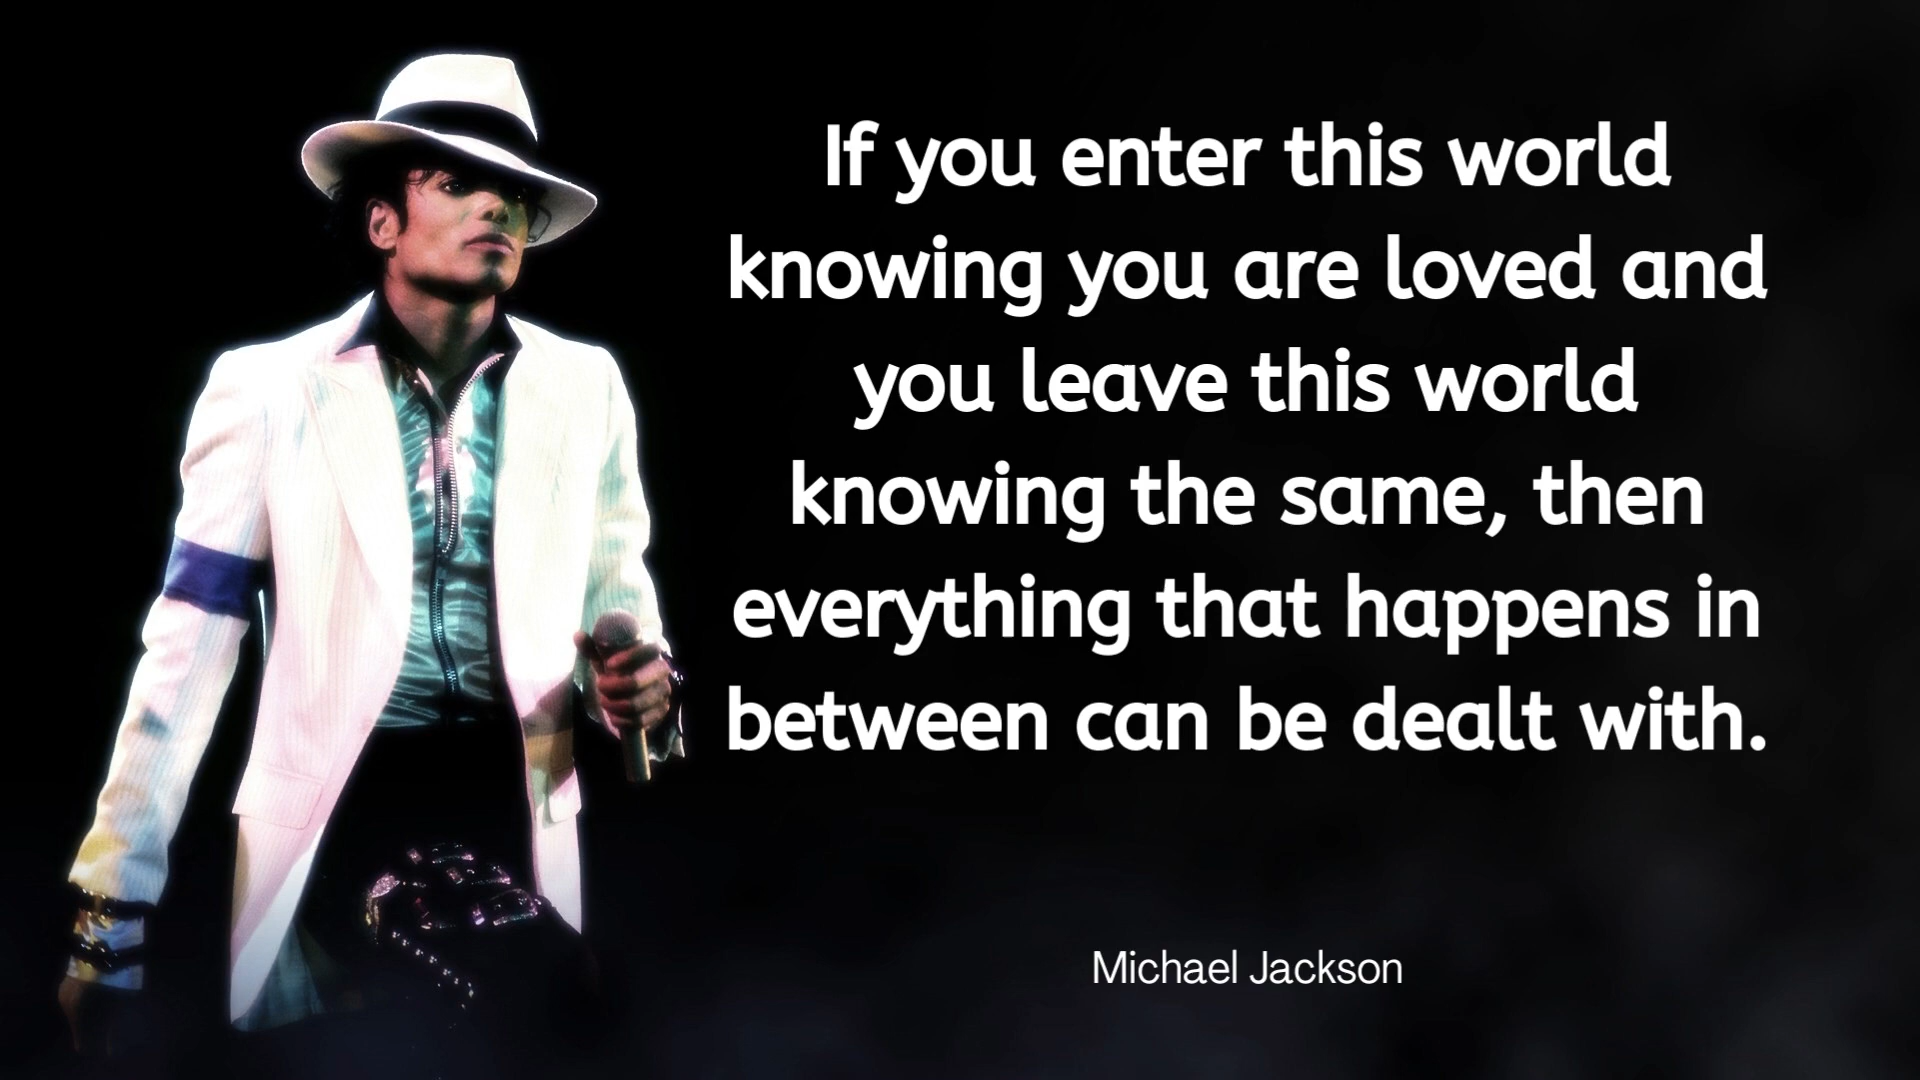 If you enter this world
knowing you are loved and
you leave this world
knowing the same, then
everything that happens in
between can be dealt with.
Michael Jackson